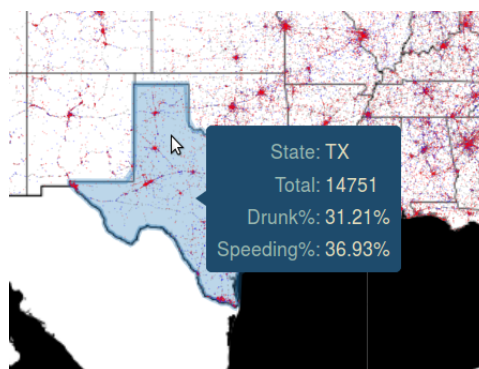 State: TX
Total: 14751
Drunk%: 31.21%
Speeding%: 36.93%